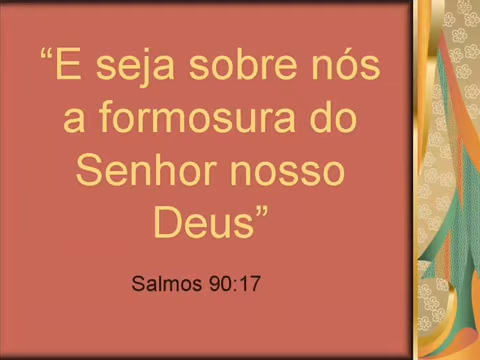 “E seja sobre nós
a formosura do
Senhor nosso
Deus”
Salmos 90:17